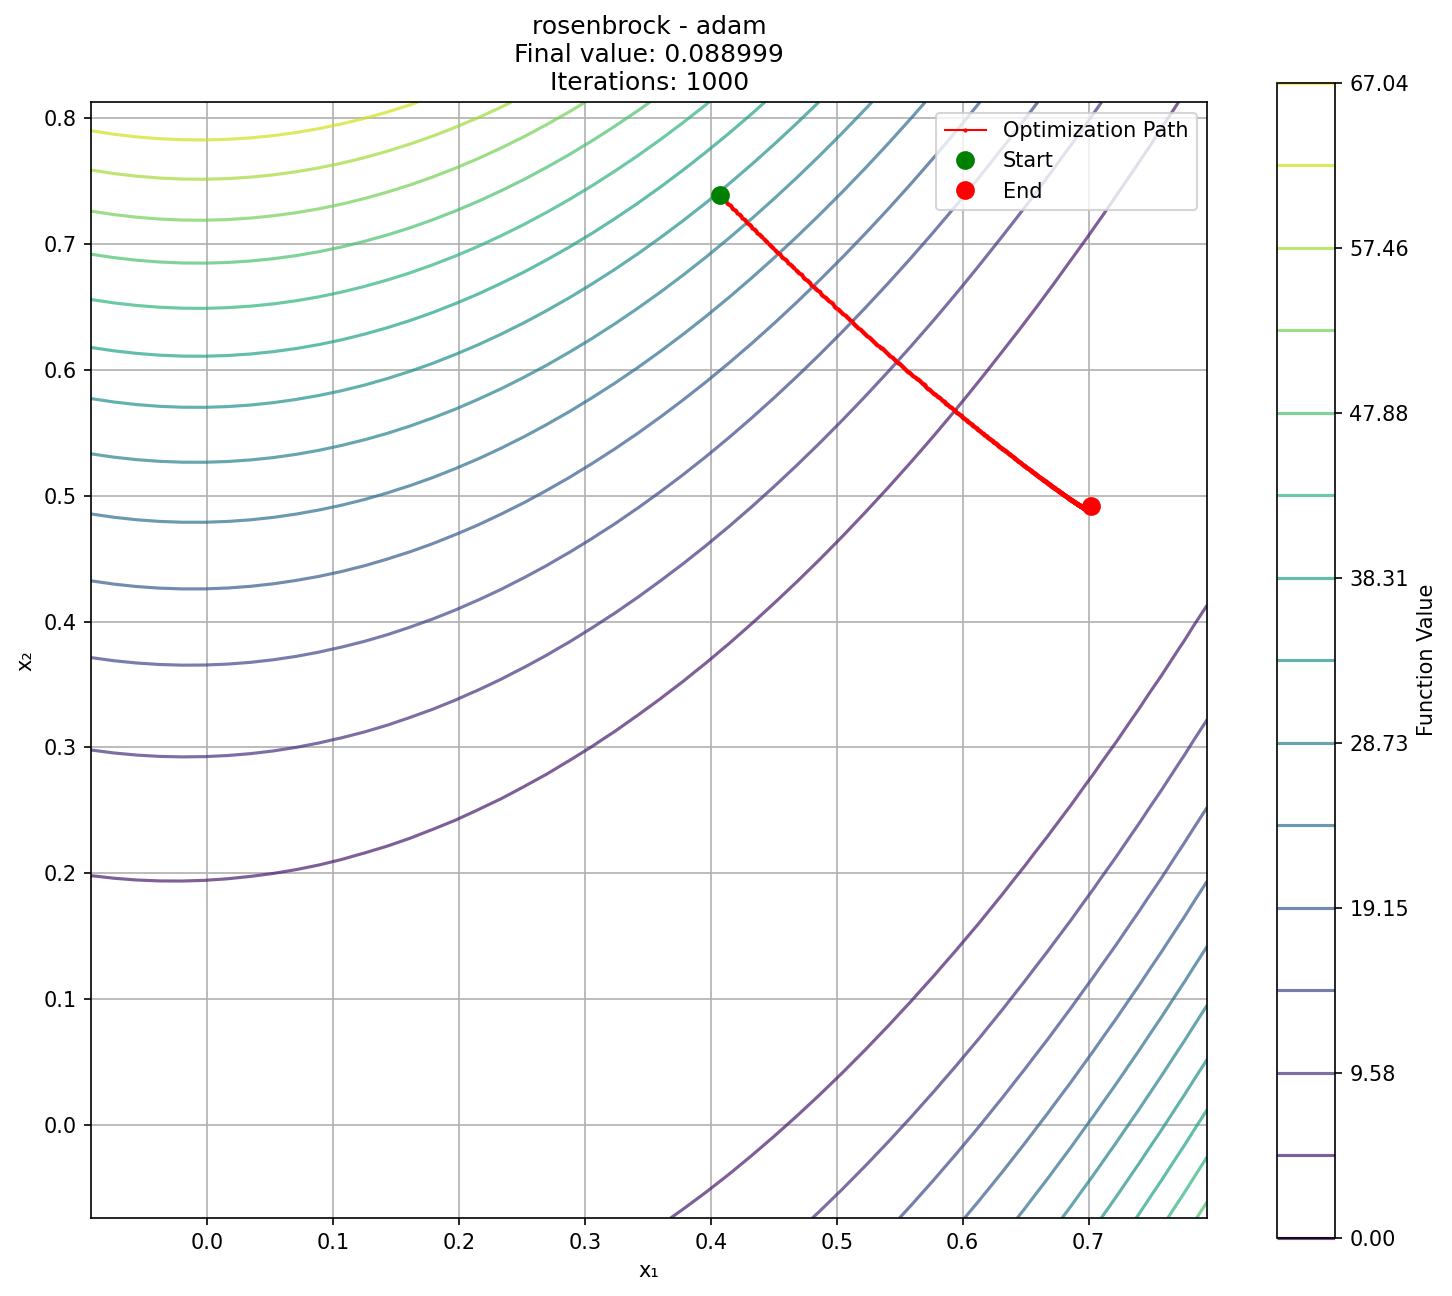 rosenbrock - adam
Final value: 0.088999
Iterations: 1000
Optimization Path
Start
End
0.8
0.7
0.6
0.5
0.4
0.3
0.2
0.1
0.0
x₂
0.0
0.1
0.2
0.3
0.4
0.5
0.6
0.7
x₁
67.04
57.46
47.88
38.31
28.73
19.15
9.58
0.00
Function Value